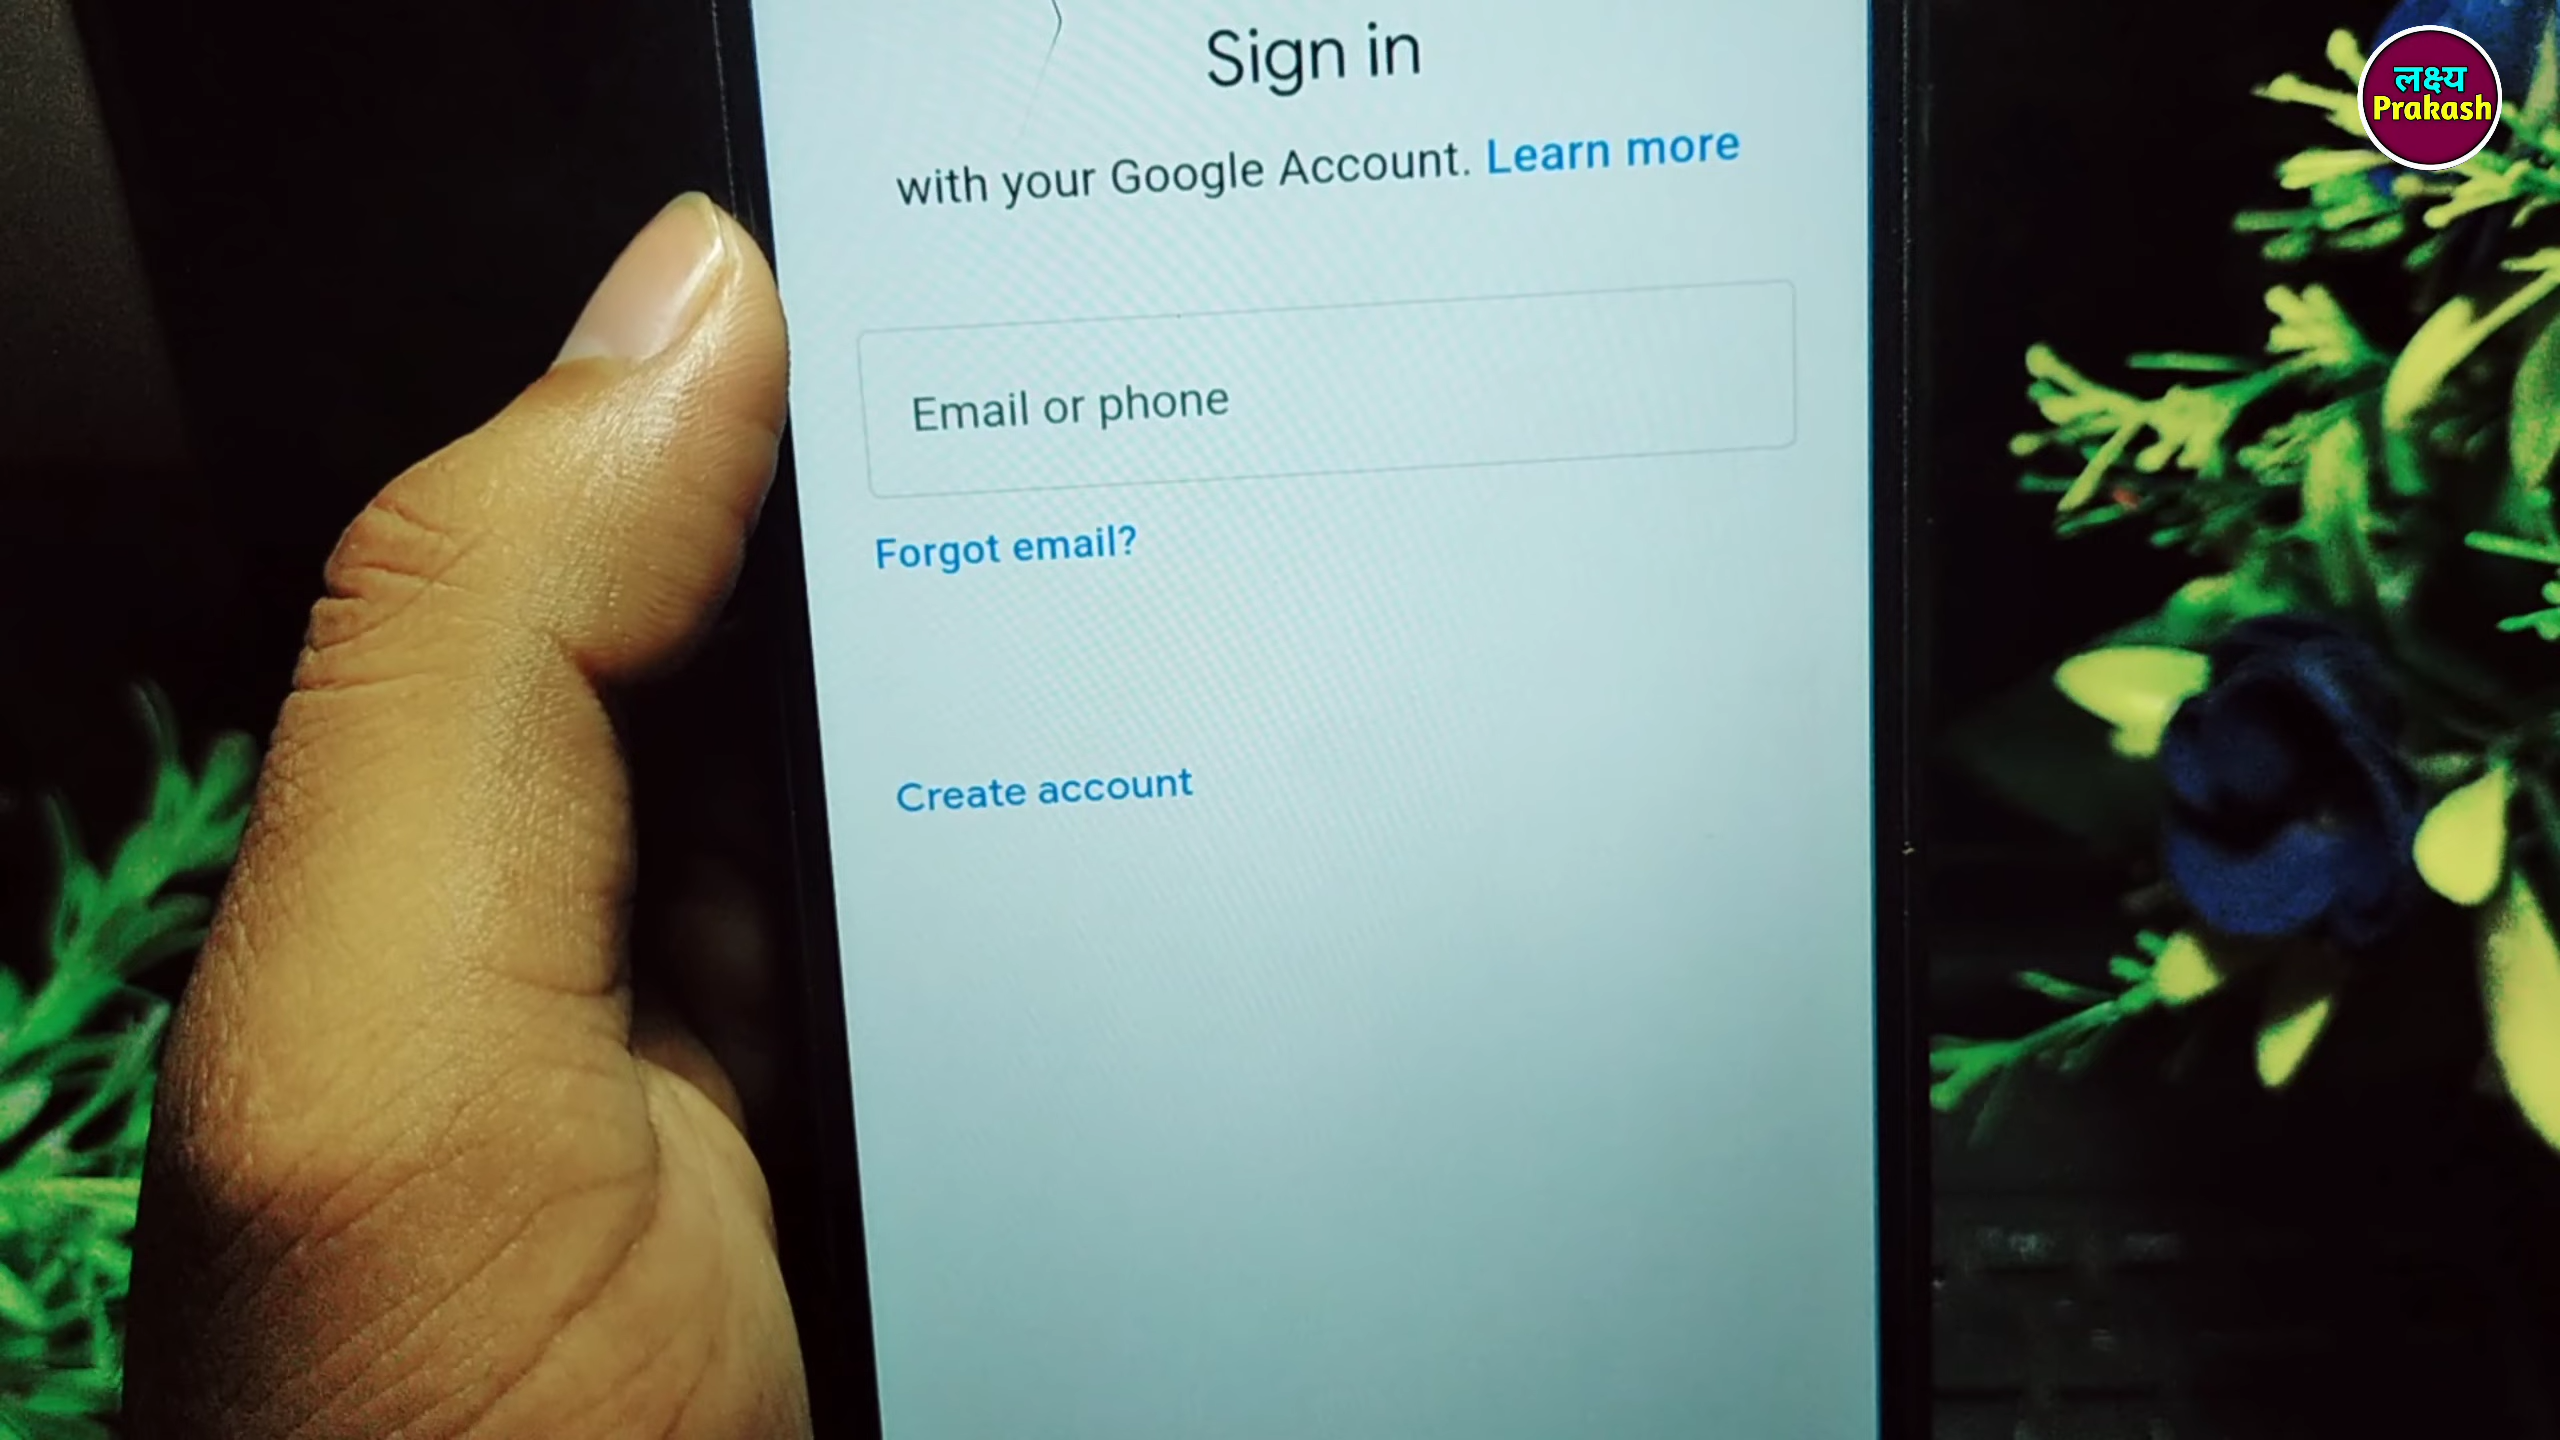 लक्ष्य
Prakash
Sign in
with your Google Account. Learn more
Email or phone
Forgot email?
Create account